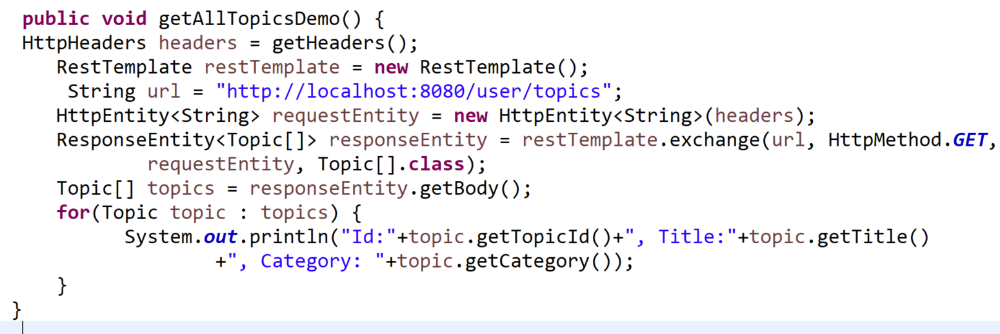 public void getAllTopicsDemo() {
HttpHeaders headers = getHeaders();
RestTemplate restTemplate = new RestTemplate();
String url = "http://localhost:8080/user/topics";
HttpEntity<String> requestEntity = new HttpEntity<String>(headers);
ResponseEntity<Topic[]> responseEntity = restTemplate.exchange(url, HttpMethod.GET,
requestEntity, Topic[].class);
Topic[] topics = responseEntity.getBody();
for(Topic topic : topics) {
System.out.println("Id:"+topic.getTopicId()+", Title:"+topic.getTitle()
+", Category: "+topic.getCategory());
}
}